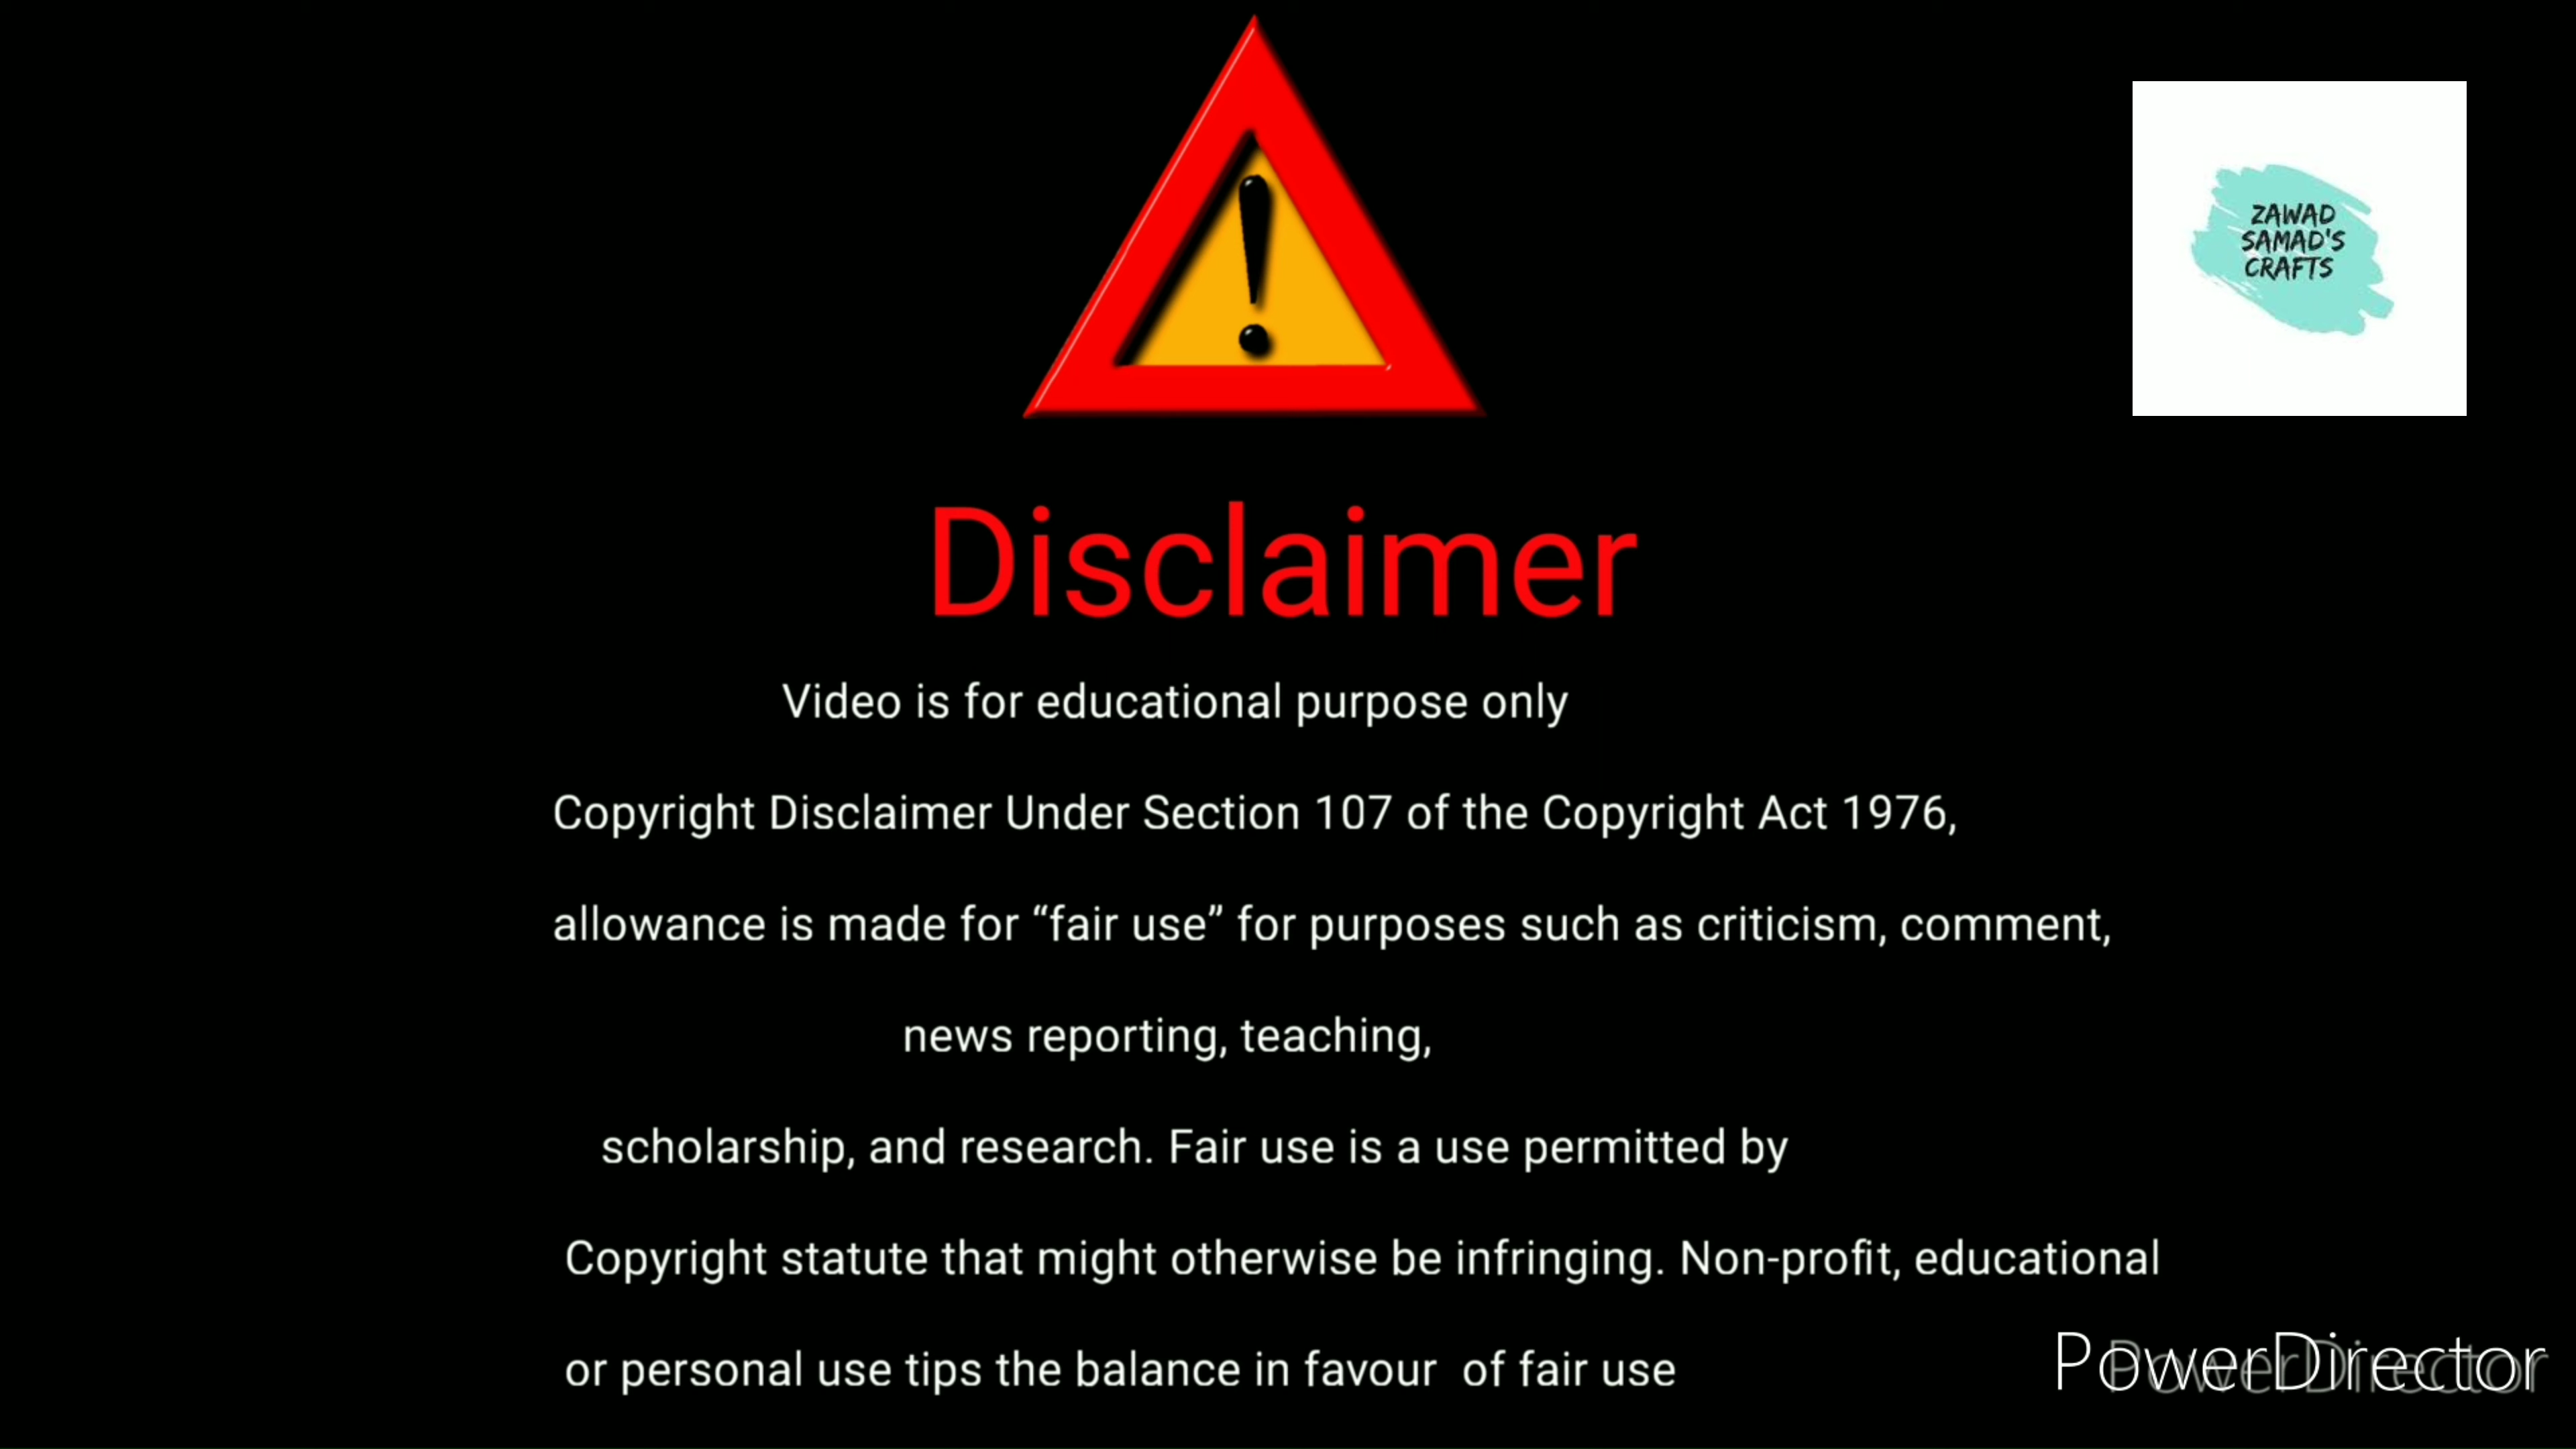 !
ZAWAD
SAMAD'S
CRAFTS
Disclaimer
Video is for educational purpose only
Copyright Disclaimer Under Section 107 of the Copyright Act 1976,
allowance is made for “fair use” for purposes such as criticism, comment,
news reporting, teaching,
scholarship, and research. Fair use is a use permitted by
Copyright statute that might otherwise be infringing. Non-profit, educational
or personal use tips the balance in favour  of fair use
PowerDirector